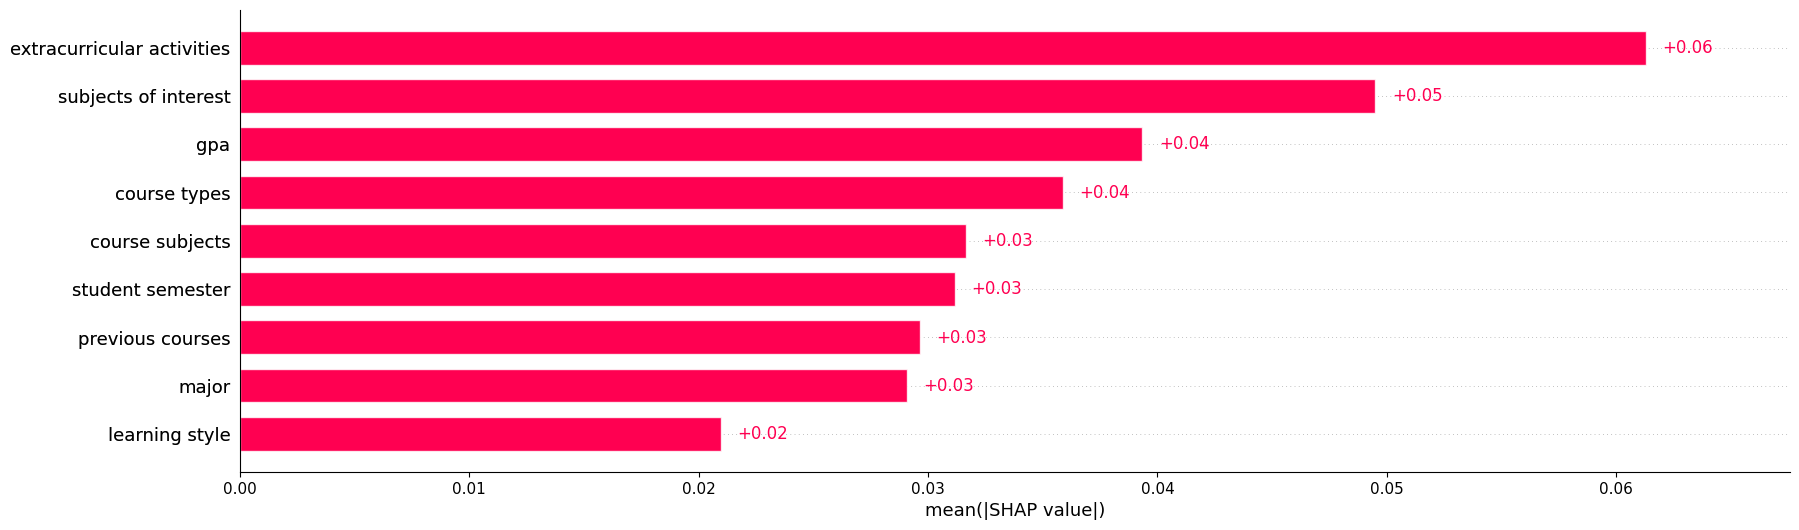 extracurricular activities +0.06
subjects of interest +0.05
gpa +0.04
course types +0.04
course subjects +0.03
student semester +0.03
previous courses +0.03
major +0.03
learning style +0.02
0.00 0.01 0.02 0.03 0.04 0.05 0.06
mean(|SHAP value|)